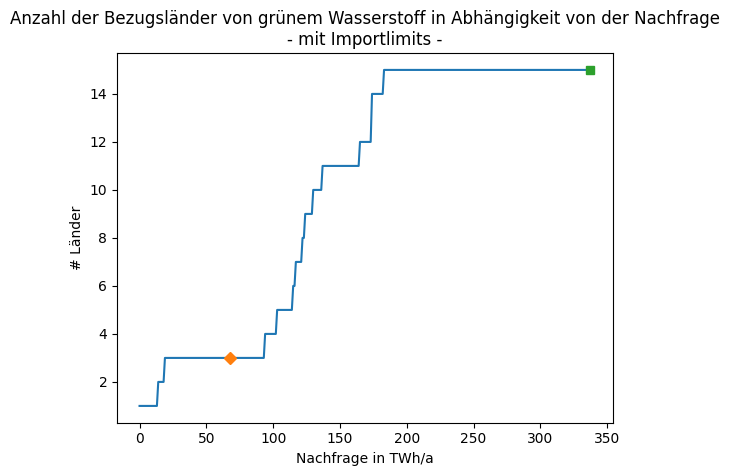 Anzahl der Bezugsländer von grünem Wasserstoff in Abhängigkeit von der Nachfrage
- mit Importlimits -
14
12
10
8
6
4
2
# Länder
0 50 100 150 200 250 300 350
Nachfrage in TWh/a